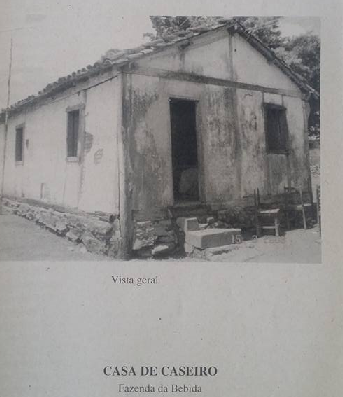 Vista geral
CASA DE CASEIRO
Fazenda da Bebida